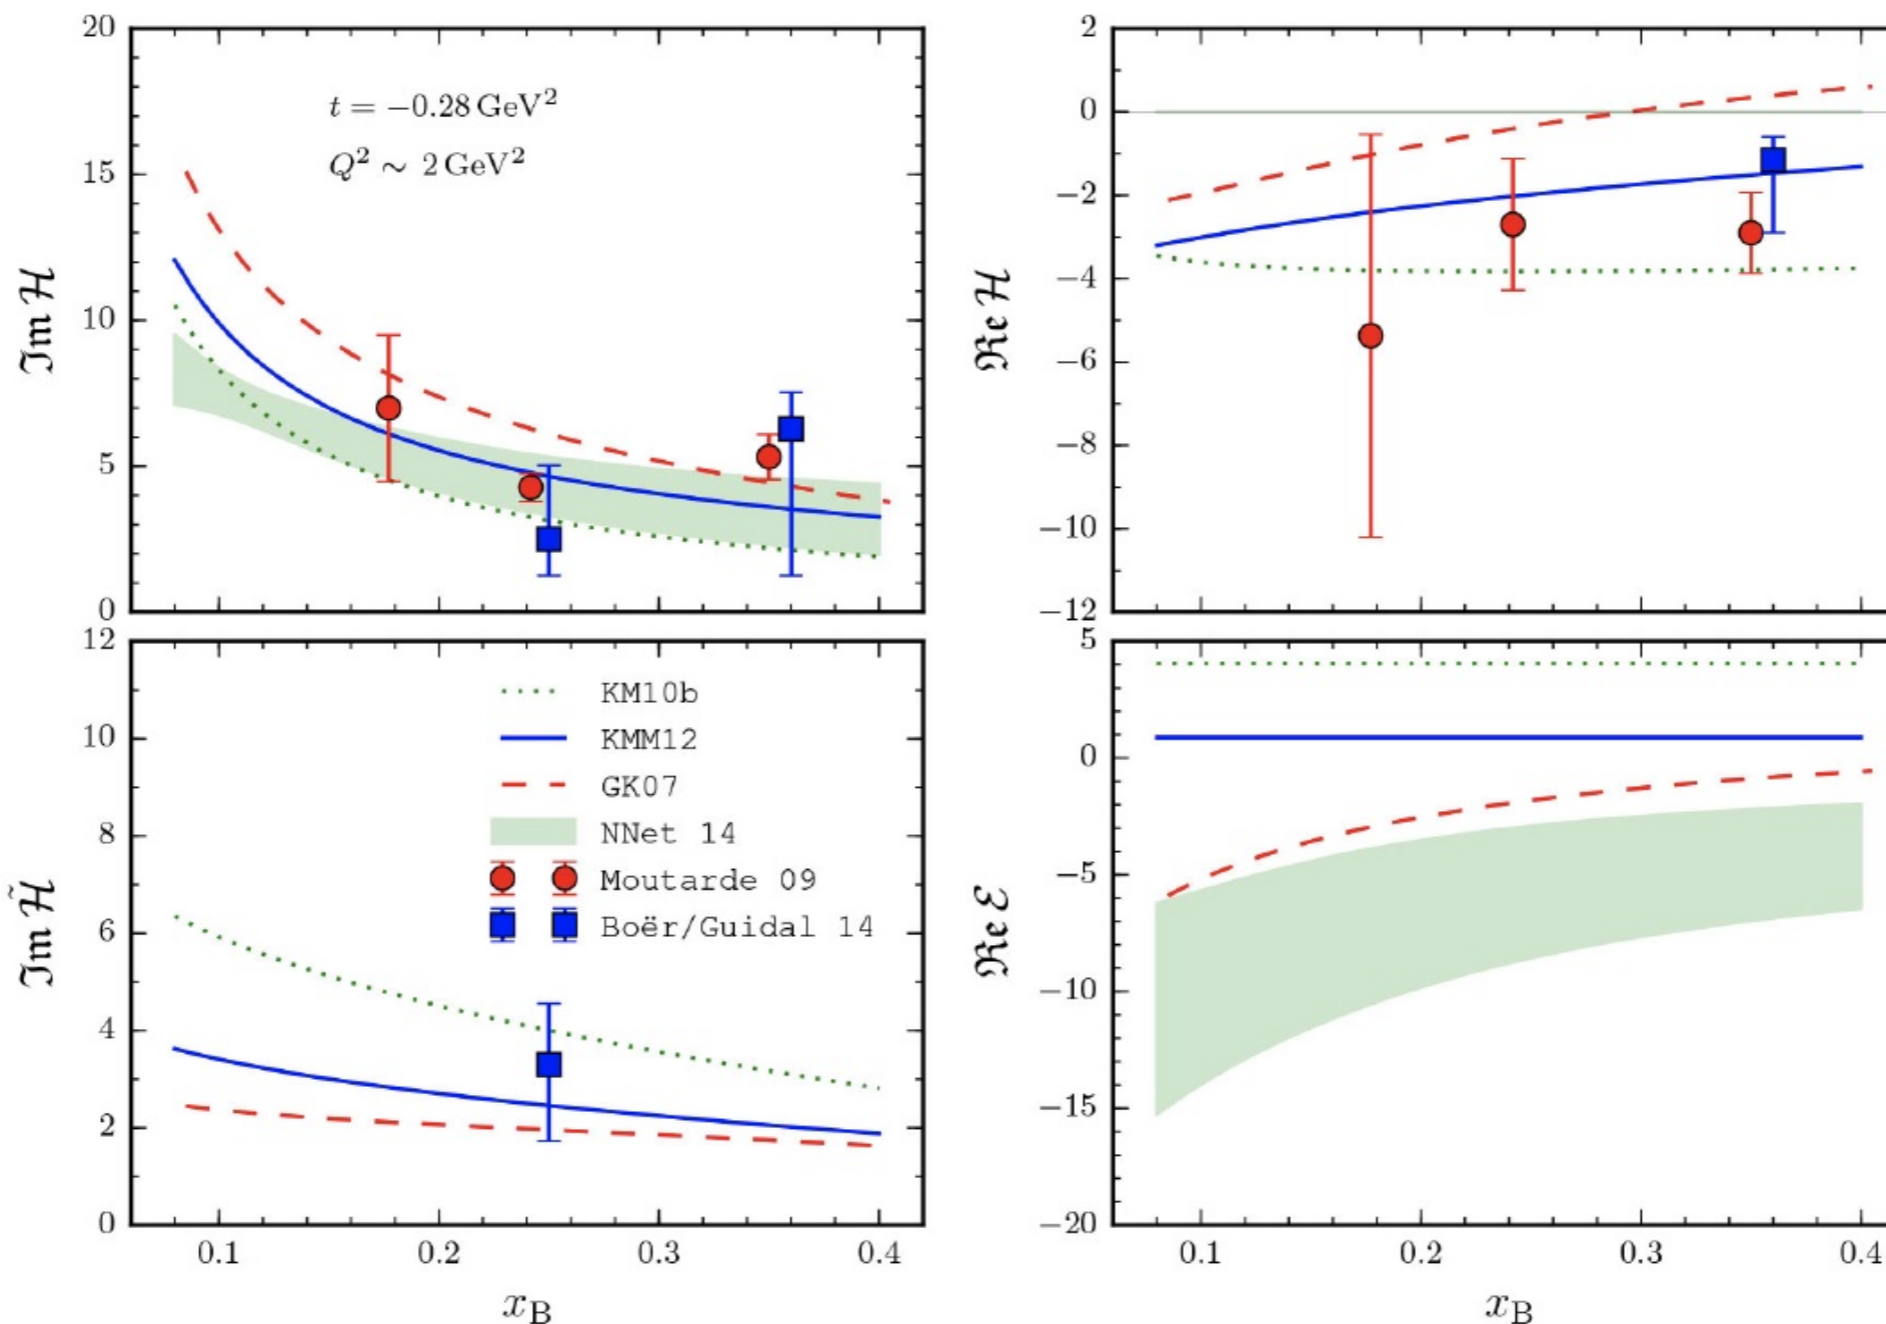 20
15
10
5
0
ℑm ℋ
t = −0.28 GeV²
Q² ∼ 2 GeV²
2
0
−2
−4
−6
−8
−10
−12
ℜe ℋ
12
10
8
6
4
2
0
ℑm ℋ̃
KM10b
KMM12
GK07
NNet 14
Moutarde 09
Boër/Guidal 14
0.1 0.2 0.3 0.4
x_B
5
0
−5
−10
−15
−20
ℜe ℰ
0.1 0.2 0.3 0.4
x_B